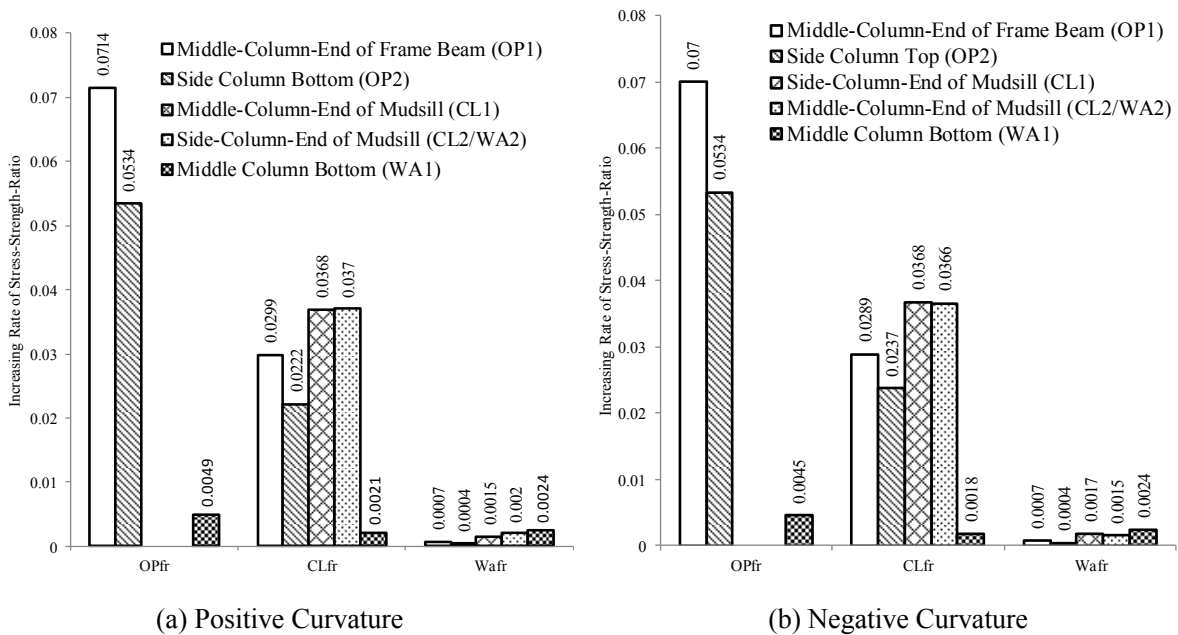 0.08
0.07
0.06
0.05
0.04
0.03
0.02
0.01
0
Increasing Rate of Stress-Strength-Ratio
Middle-Column-End of Frame Beam (OP1)
Side Column Bottom (OP2)
Middle-Column-End of Mudsill (CL1)
Side-Column-End of Mudsill (CL2/WA2)
Middle Column Bottom (WA1)
0.0714
0.0534
0.0049
0.0299
0.0222
0.0368
0.037
0.0021
0.0007
0.0004
0.0015
0.002
0.0024
OPfr
CLfr
Wafr
(a) Positive Curvature
0.08
0.07
0.06
0.05
0.04
0.03
0.02
0.01
0
Increasing Rate of Stress-Strength-Ratio
Middle-Column-End of Frame Beam (OP1)
Side Column Top (OP2)
Side-Column-End of Mudsill (CL1)
Middle-Column-End of Mudsill (CL2/WA2)
Middle Column Bottom (WA1)
0.07
0.0534
0.0045
0.0289
0.0237
0.0368
0.0366
0.0018
0.0007
0.0004
0.0017
0.0015
0.0024
OPfr
CLfr
Wafr
(b) Negative Curvature